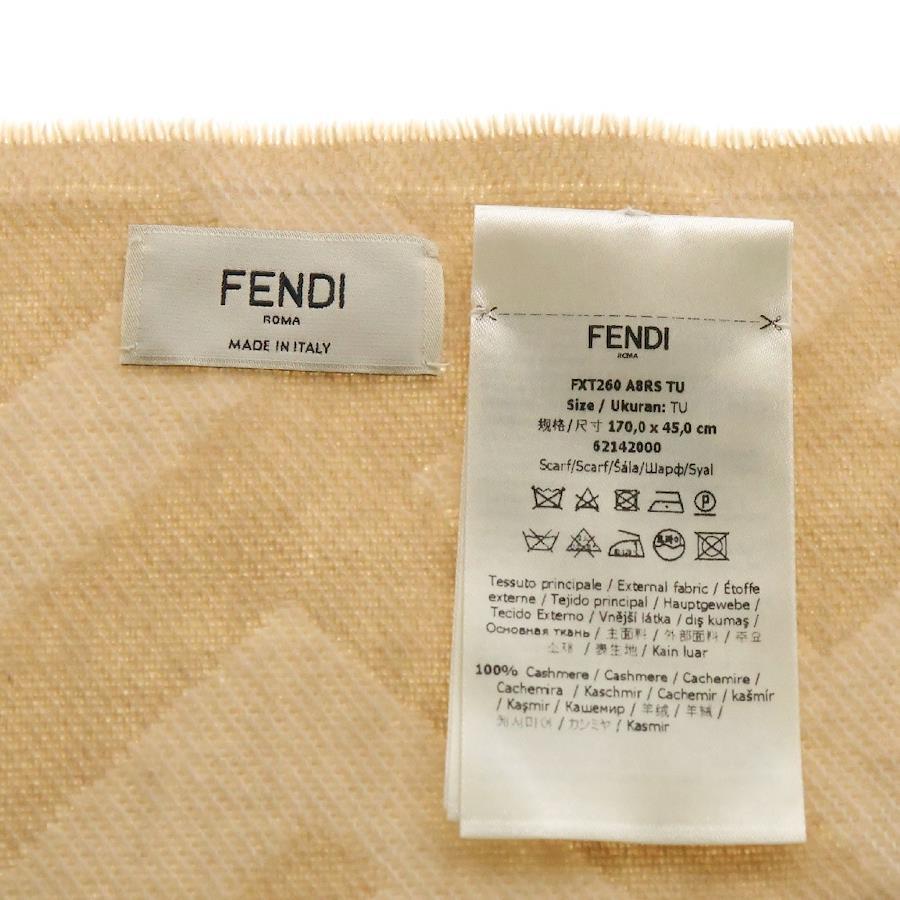 FENDI
ROMA
MADE IN ITALY
FENDI
ROMA
FXT260 A8RS TU
Size / Ukuran: TU
规格/尺寸 170,0 x 45,0 cm
62142000
Scarf/Scarf/Šála/Шарф/Syal
Tessuto principale / External fabric / Étoffe
externe / Tejido principal / Hauptgewebe /
Tecido Externo / Vnější látka / dış kumaş /
Основная ткань / 主面料 / 外部面料 / 주요
소재 / 表生地 / Kain luar
100% Cashmere / Cashmere / Cachemire /
Cachemira / Kaschmir / Cachemir / kašmír
/ Kaşmir / Кашемир / 羊绒 / 羊絨 /
캐시미어 / カシミヤ / Kasmir